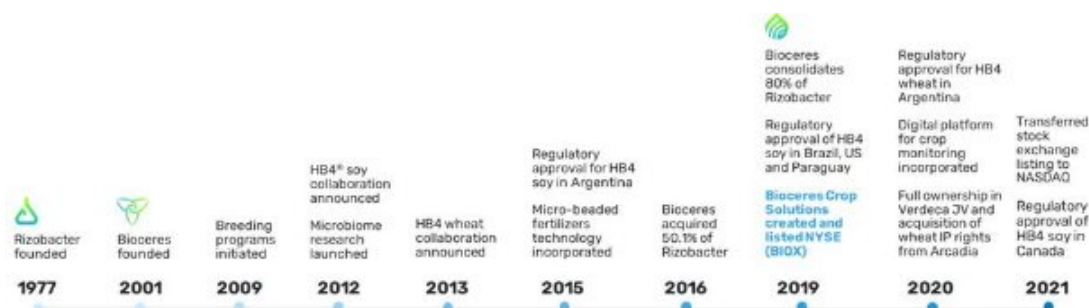 Rizobacter
founded
1977
Bioceres
founded
2001
Breeding
programs
initiated
2009
HB4® soy
collaboration
announced
Microbiome
research
launched
2012
HB4 wheat
collaboration
announced
2013
Regulatory
approval for HB4
soy in Argentina
Micro-beaded
fertilizers
technology
incorporated
2015
Bioceres
acquired
50.1% of
Rizobacter
2016
Bioceres
consolidates
80% of
Rizobacter
Regulatory
approval of HB4
soy in Brazil, US
and Paraguay
Bioceres Crop
Solutions
created and
listed NYSE
(BIOX)
2019
Regulatory
approval for HB4
wheat in
Argentina
Digital platform
for crop
monitoring
incorporated
Full ownership in
Verdeca JV and
acquisition of
wheat IP rights
from Arcadia
2020
Transferred
stock
exchange
listing to
NASDAQ
Regulatory
approval of
HB4 soy in
Canada
2021